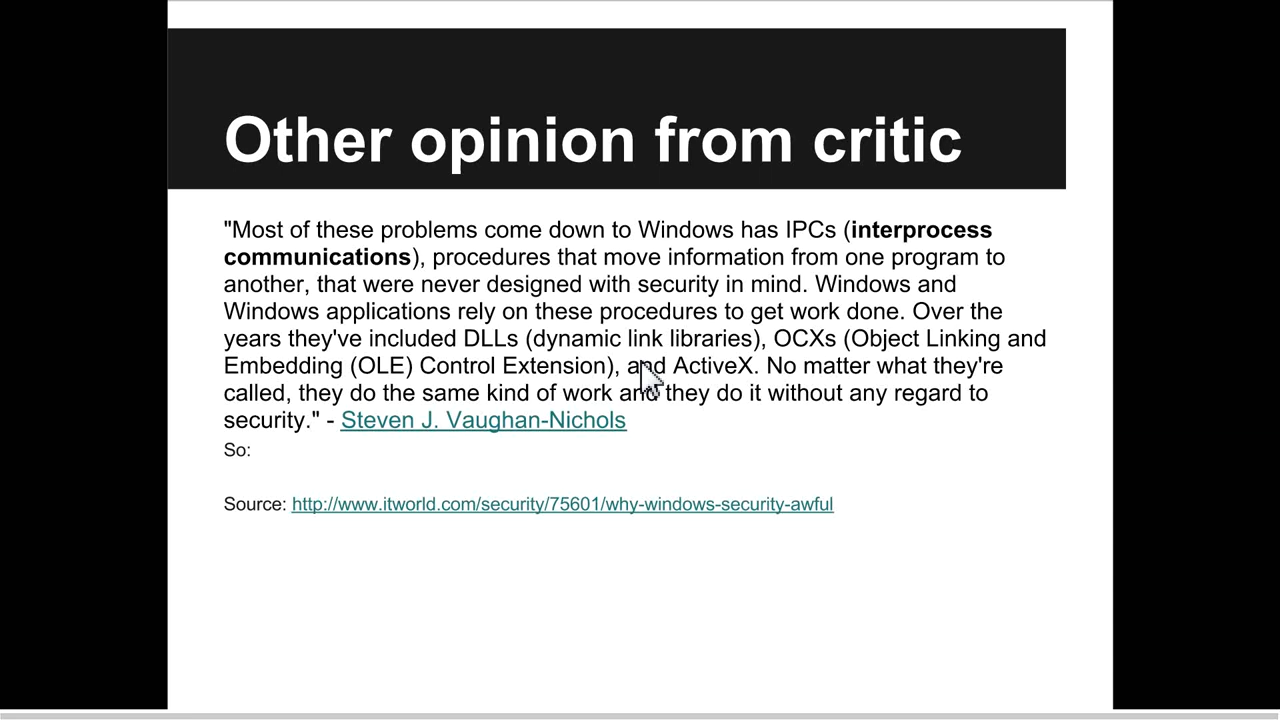 Other opinion from critic
"Most of these problems come down to Windows has IPCs (interprocess
communications), procedures that move information from one program to
another, that were never designed with security in mind. Windows and
Windows applications rely on these procedures to get work done. Over the
years they've included DLLs (dynamic link libraries), OCXs (Object Linking and
Embedding (OLE) Control Extension), and ActiveX. No matter what they're
called, they do the same kind of work and they do it without any regard to
security." - Steven J. Vaughan-Nichols
So:
Source: http://www.itworld.com/security/75601/why-windows-security-awful